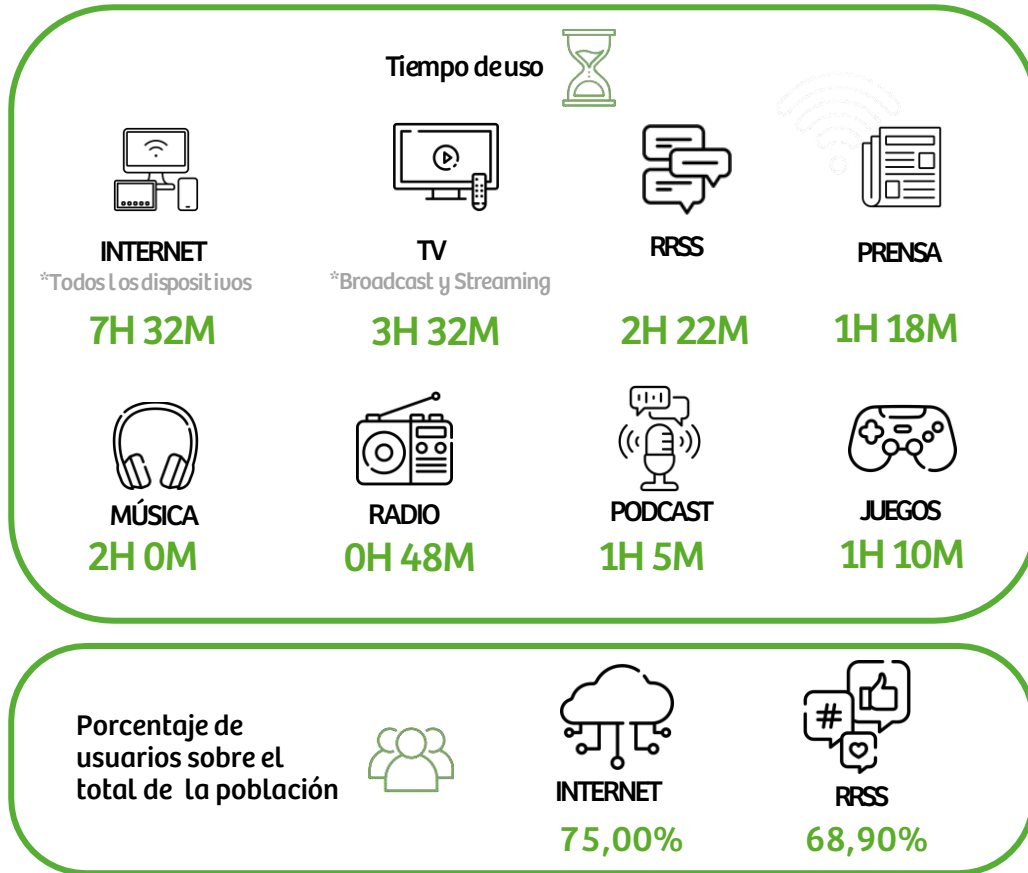 Tiempo de uso
INTERNET
*Todos los dispositivos
7H 32M
TV
*Broadcast y Streaming
3H 32M
RRSS
2H 22M
PRENSA
1H 18M
MÚSICA
2H 0M
RADIO
0H 48M
PODCAST
1H 5M
JUEGOS
1H 10M
Porcentaje de
usuarios sobre el
total de la población
#
INTERNET
75,00%
RRSS
68,90%